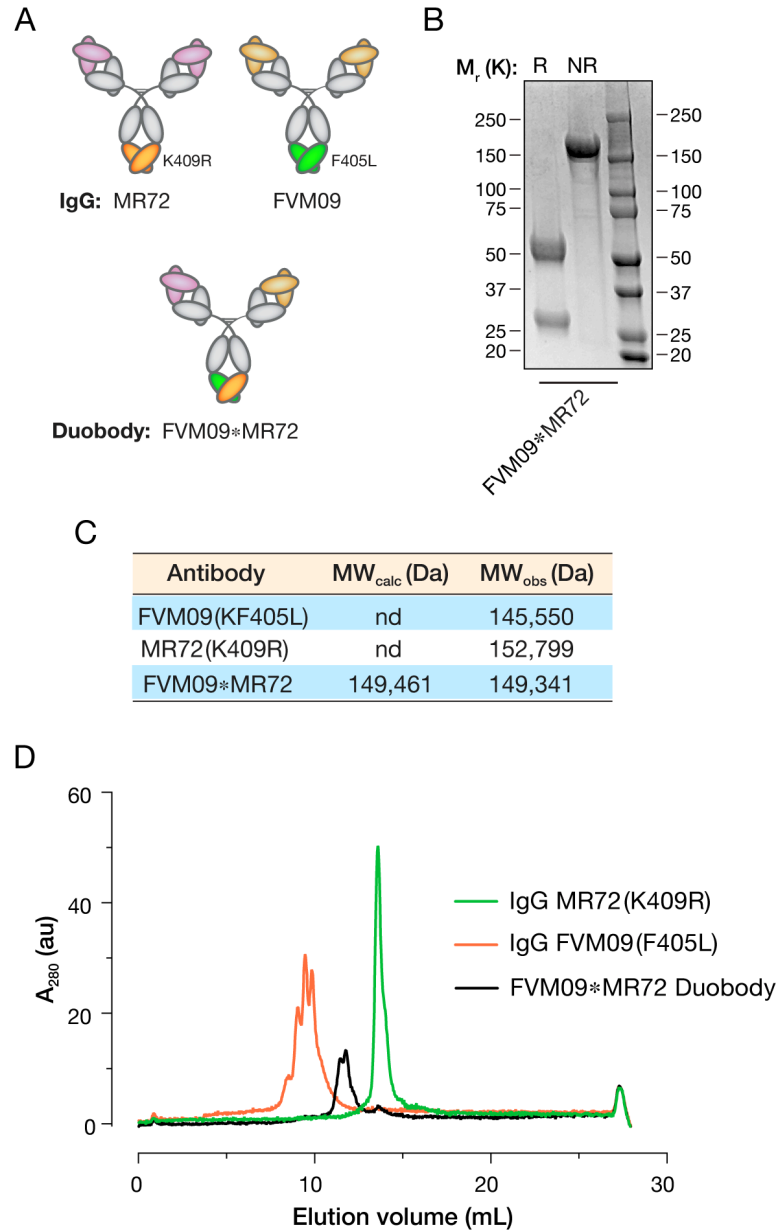 A
K409R
F405L
IgG: MR72
FVM09
Duobody: FVM09*MR72
B
Mr (K): R NR
250
150
100
75
50
37
25
20
250
150
100
75
50
37
25
20
FVM09*MR72
C
Antibody MWcalc (Da) MWobs (Da)
FVM09(KF405L) nd 145,550
MR72(K409R) nd 152,799
FVM09*MR72 149,461 149,341
D
60
40
20
0
A280 (au)
IgG MR72(K409R)
IgG FVM09(F405L)
FVM09*MR72 Duobody
0 10 20 30
Elution volume (mL)